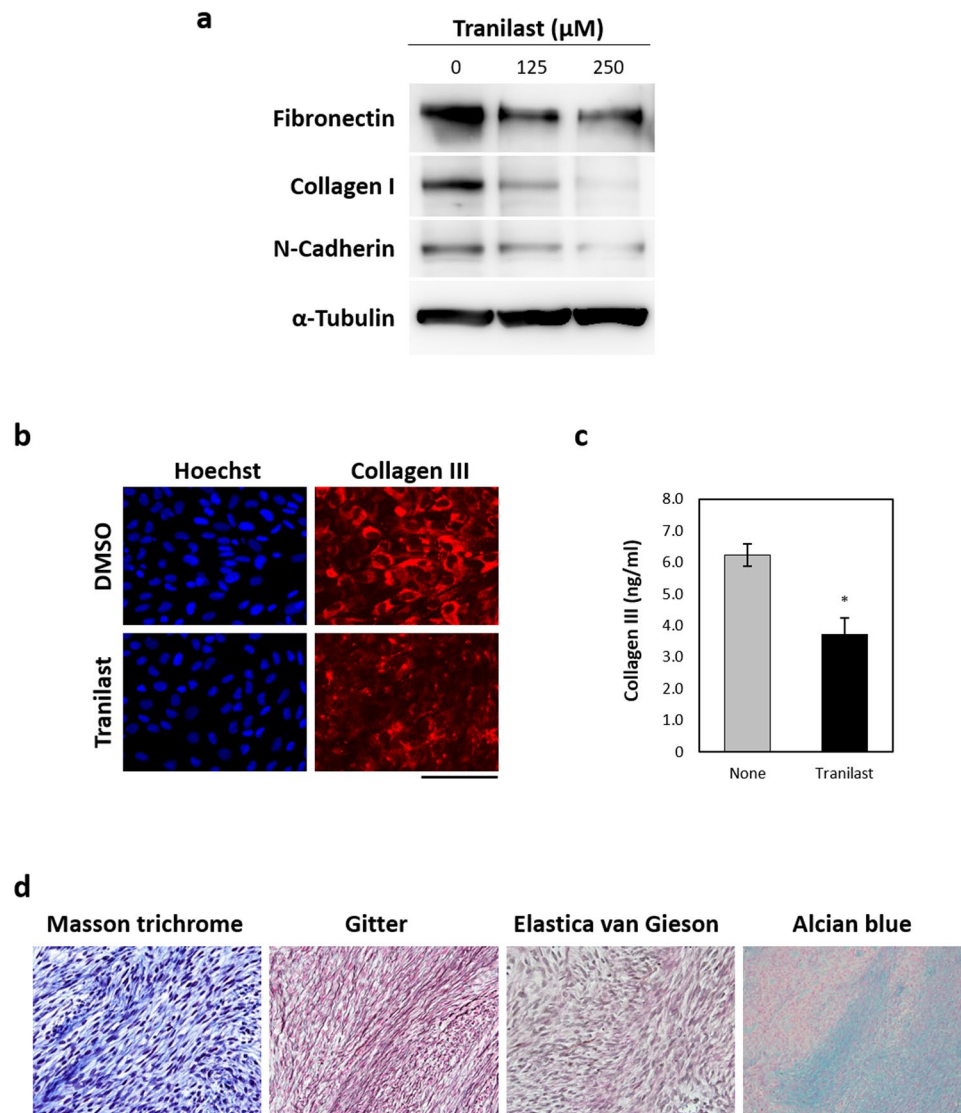 a
Tranilast (μM)
0 125 250
Fibronectin
Collagen I
N-Cadherin
α-Tubulin
b
Hoechst Collagen III
DMSO
Tranilast
c
Collagen III (ng/ml)
8.0
7.0
6.0
5.0
4.0
3.0
2.0
1.0
0
*
None Tranilast
d
Masson trichrome Gitter Elastica van Gieson Alcian blue